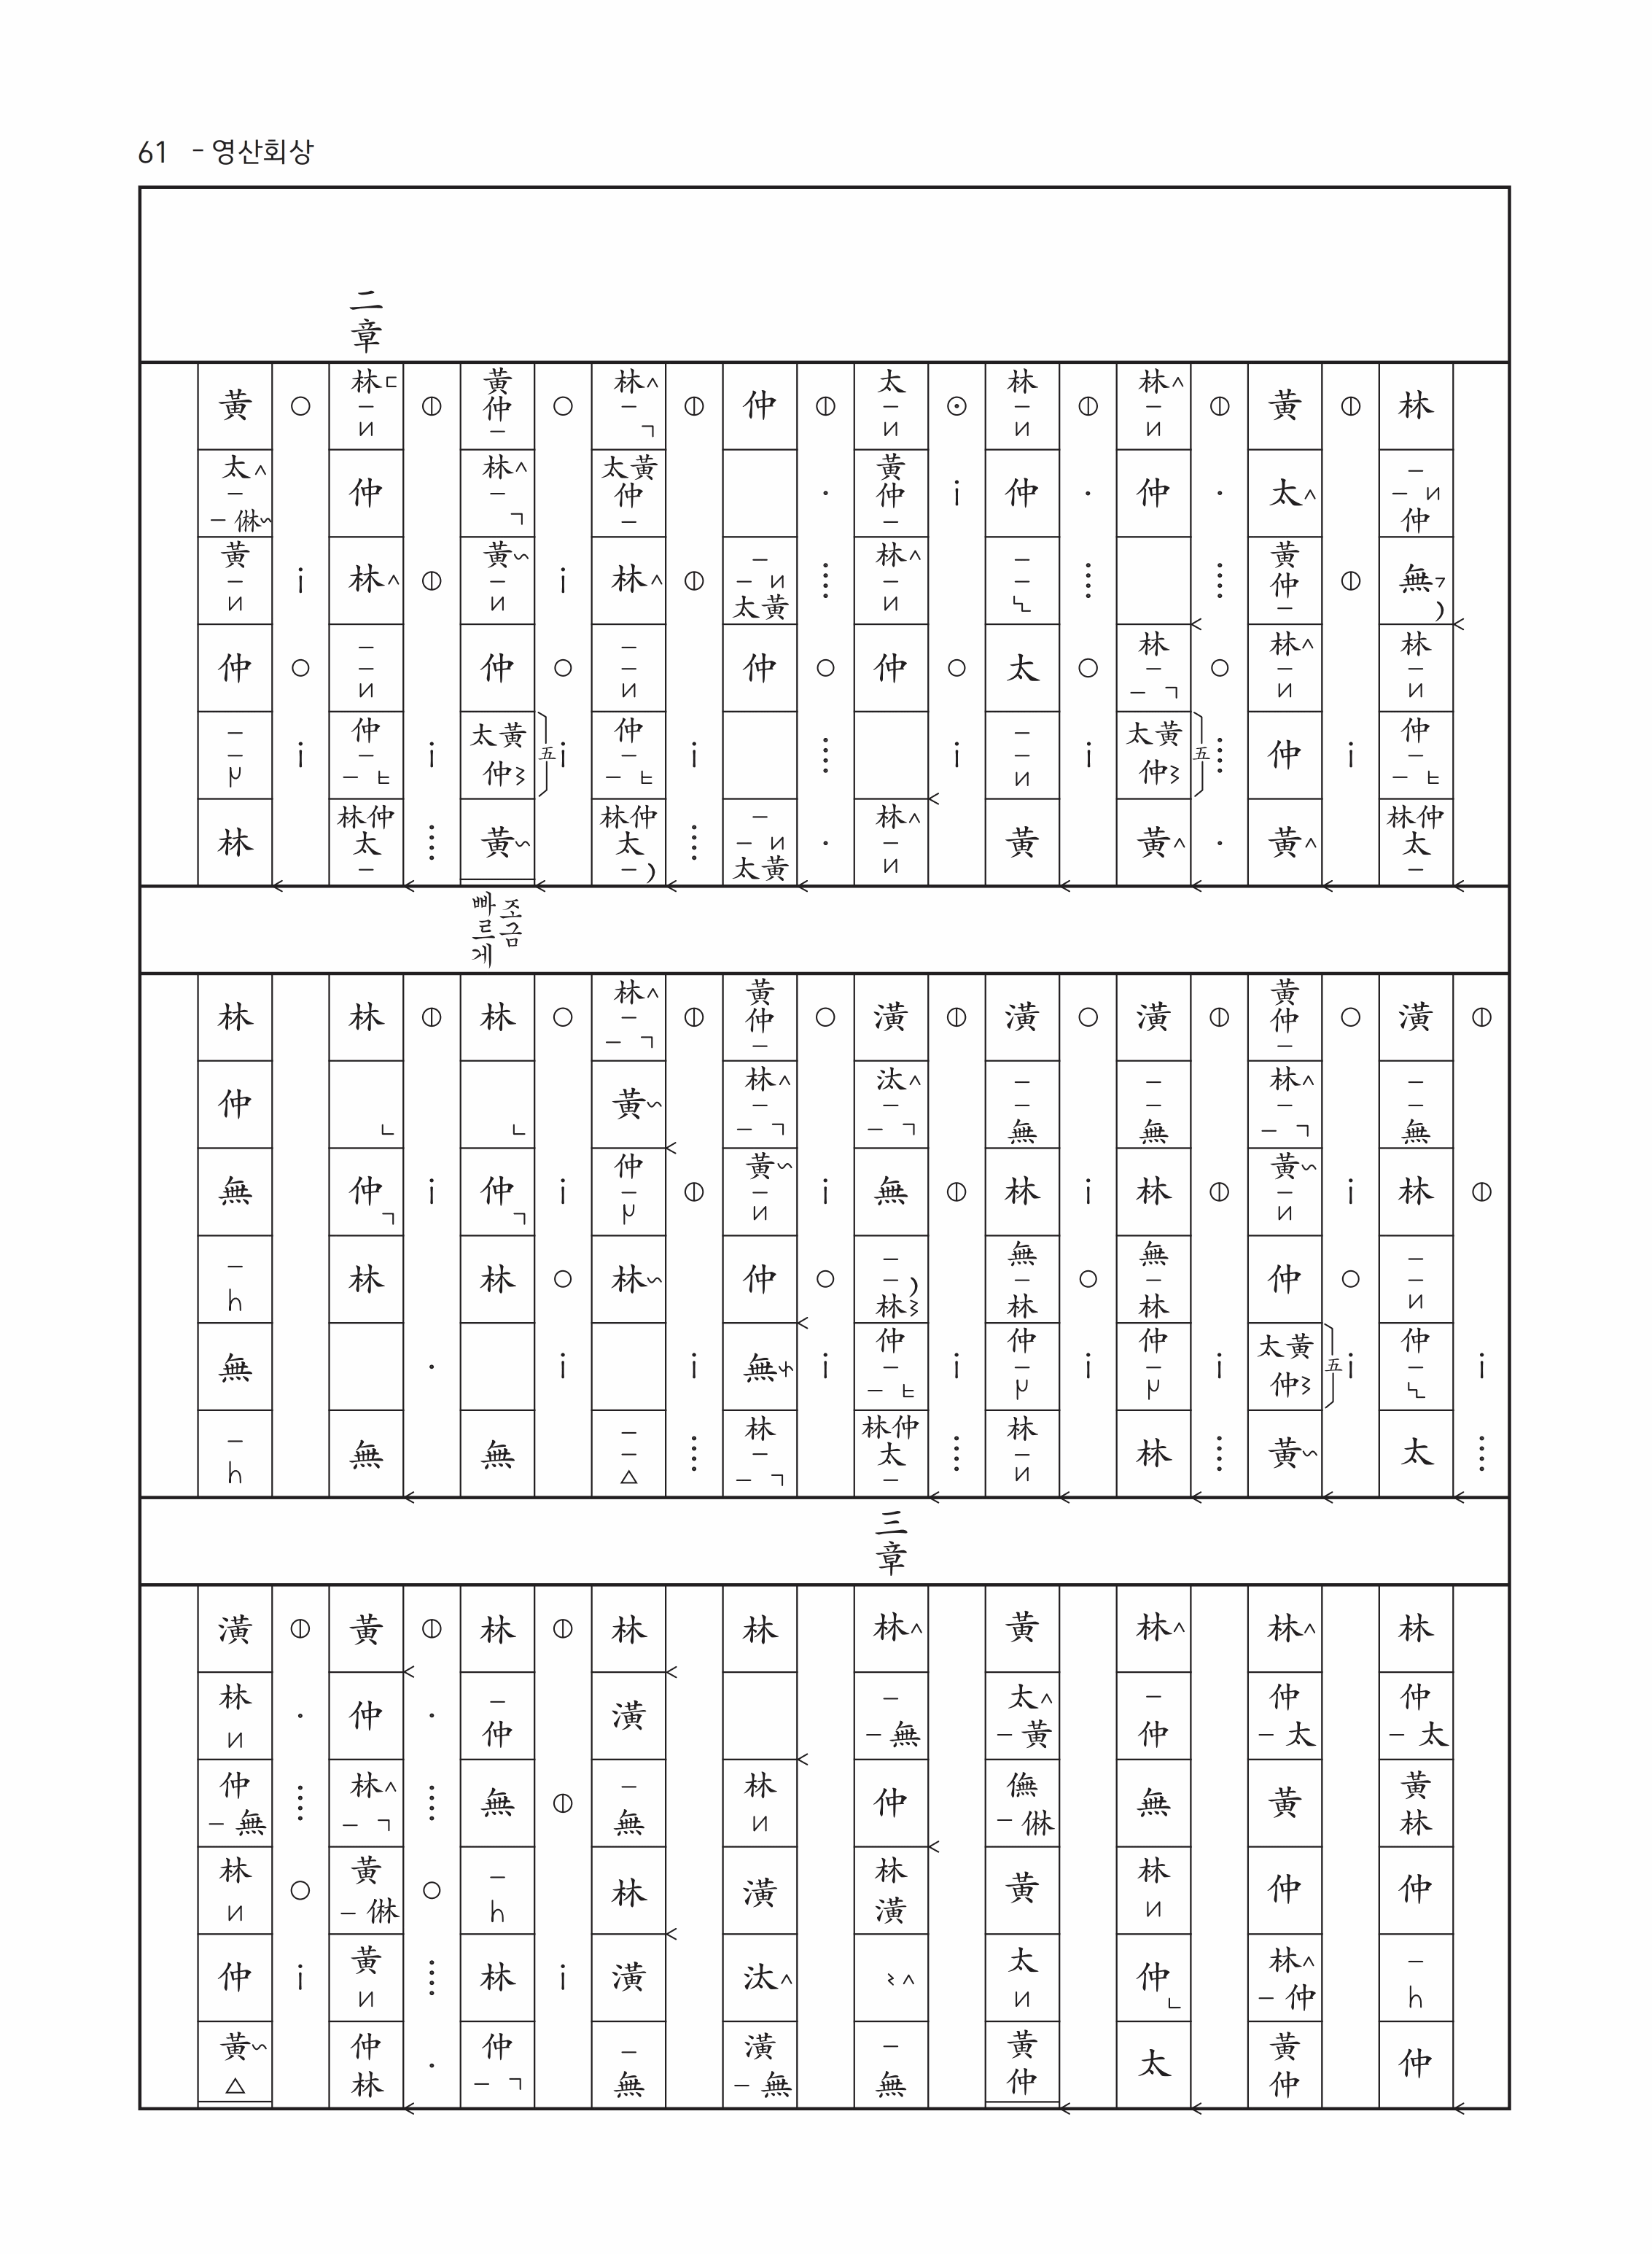 61 - 영산회상
二章
林 仲 無 林 仲 林仲 太
黃 太 黃 仲 林 仲 黃
林 仲 林 太黃 仲 黃
五
林 仲 太 黃
太 黃 仲 林 仲 林
仲 太黃 仲 太黃
林 太黃 仲 林 仲 林仲 太
黃 仲 林 黃 仲 太黃 仲 黃
五
林 仲 林 仲 林仲 太
黃 太 㑣 黃 仲 林
조금
빠르게
潢 無 林 仲 太
黃 仲 林 黃 仲 太黃 仲 黃
五
潢 無 林 無 林 仲 林
潢 無 林 無 林 仲 林
潢 汰 無 林 仲 林仲 太
黃 仲 林 黃 仲 無 林
林 黃 仲 林
林 仲 林 無
林 仲 林 無
林 仲 無 無
三章
林 仲 太 黃 林 仲 仲
林 仲 太 黃 仲 林 仲 黃 仲
林 仲 無 林 仲 太
黃 太 黃 㒇 㑣 黃 太 黃 仲
林 無 仲 林 潢 無
林 林 潢 汰 潢 無
林 潢 無 林 潢 無
林 仲 無 林 仲
黃 仲 林 黃 㑣 黃 仲 林
潢 林 仲 無 林 仲 黃